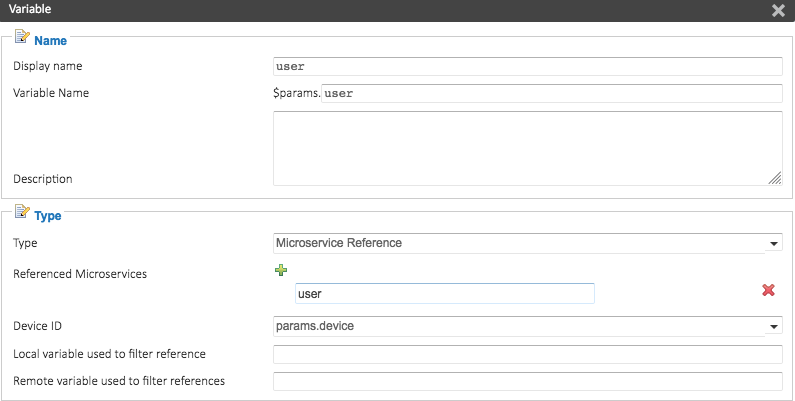 Variable
Name
Display name
user
Variable Name
$params.user
Description
Type
Type
Microservice Reference
Referenced Microservices
user
Device ID
params.device
Local variable used to filter reference
Remote variable used to filter references